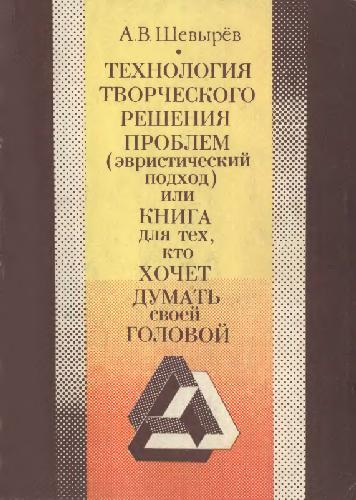 А.В. Шевырёв
•
ТЕХНОЛОГИЯ
ТВОРЧЕСКОГО
РЕШЕНИЯ
ПРОБЛЕМ
(эвристический
подход)
или
КНИГА
для тех,
кто
ХОЧЕТ
ДУМАТЬ
своей
ГОЛОВОЙ